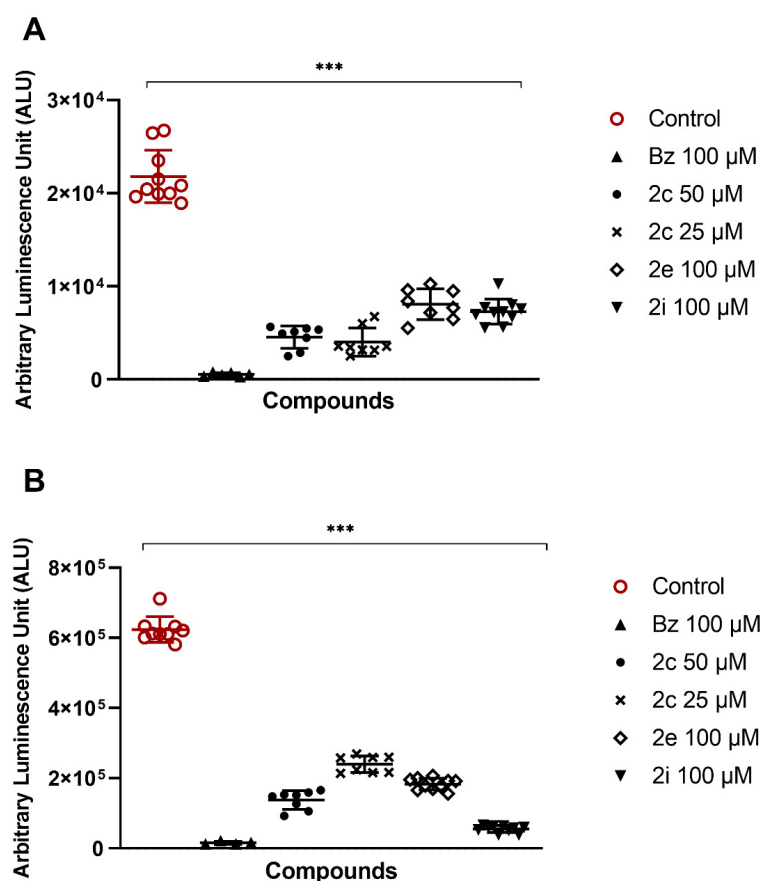 A
***
Arbitrary Luminescence Unit (ALU)
3×10⁴
2×10⁴
1×10⁴
0
Compounds
Control
Bz 100 µM
2c 50 µM
2c 25 µM
2e 100 µM
2i 100 µM
B
***
Arbitrary Luminescence Unit (ALU)
8×10⁵
6×10⁵
4×10⁵
2×10⁵
0
Compounds
Control
Bz 100 µM
2c 50 µM
2c 25 µM
2e 100 µM
2i 100 µM